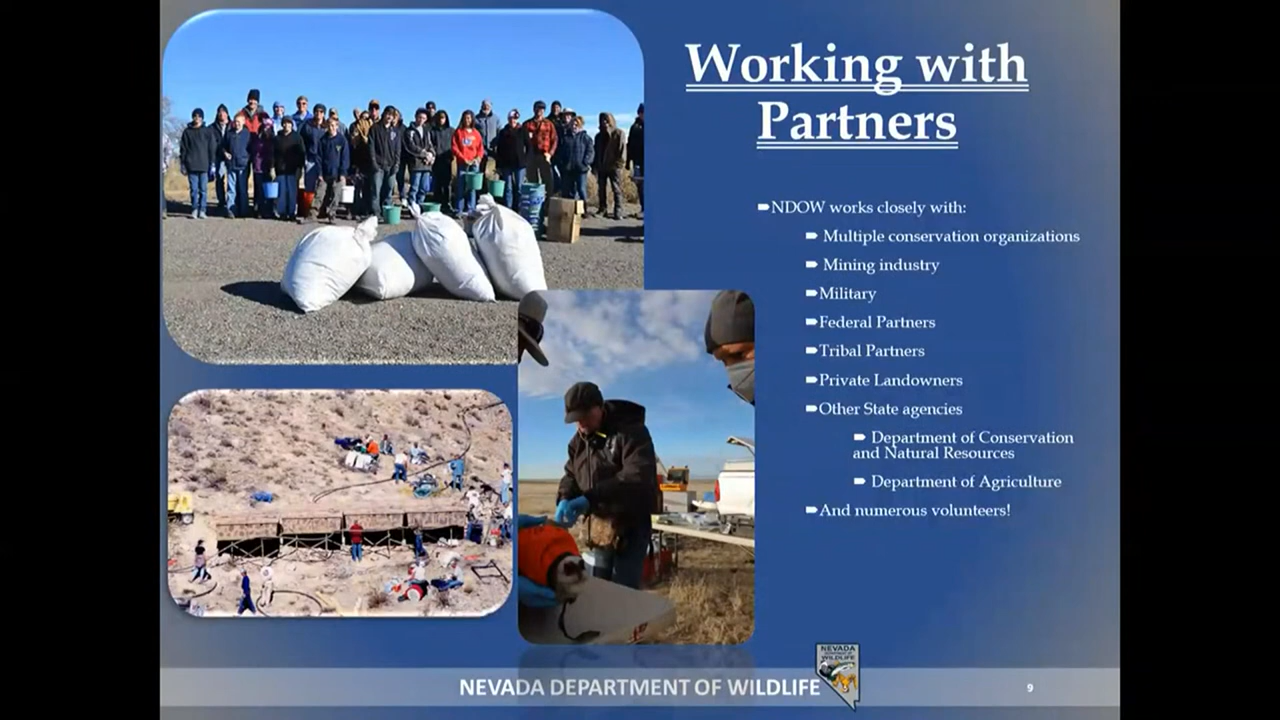 Working with
Partners
NDOW works closely with:
Multiple conservation organizations
Mining industry
Military
Federal Partners
Tribal Partners
Private Landowners
Other State agencies
Department of Conservation
and Natural Resources
Department of Agriculture
And numerous volunteers!
NEVADA
WILDLIFE
NEVADA DEPARTMENT OF WILDLIFE
9